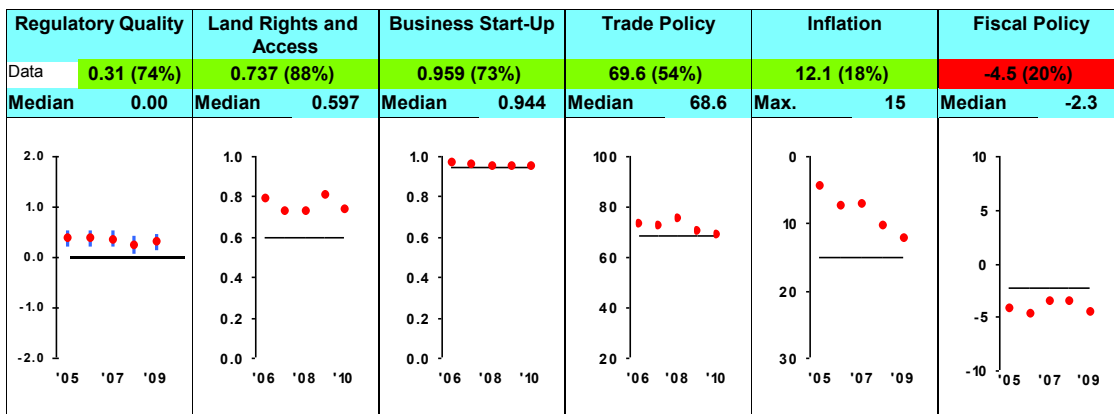 Regulatory Quality
Land Rights and
Access
Business Start-Up
Trade Policy
Inflation
Fiscal Policy
Data 0.31 (74%)
0.737 (88%)
0.959 (73%)
69.6 (54%)
12.1 (18%)
-4.5 (20%)
Median 0.00
Median 0.597
Median 0.944
Median 68.6
Max. 15
Median -2.3
2.0
1.0
0.0
-1.0
-2.0
'05 '07 '09
1.0
0.8
0.6
0.4
0.2
0.0
'06 '08 '10
1.0
0.8
0.6
0.4
0.2
0.0
'06 '08 '10
100
80
60
40
20
'06 '08 '10
0
10
20
30
'05 '07 '09
10
5
0
-5
-10
'05 '07 '09